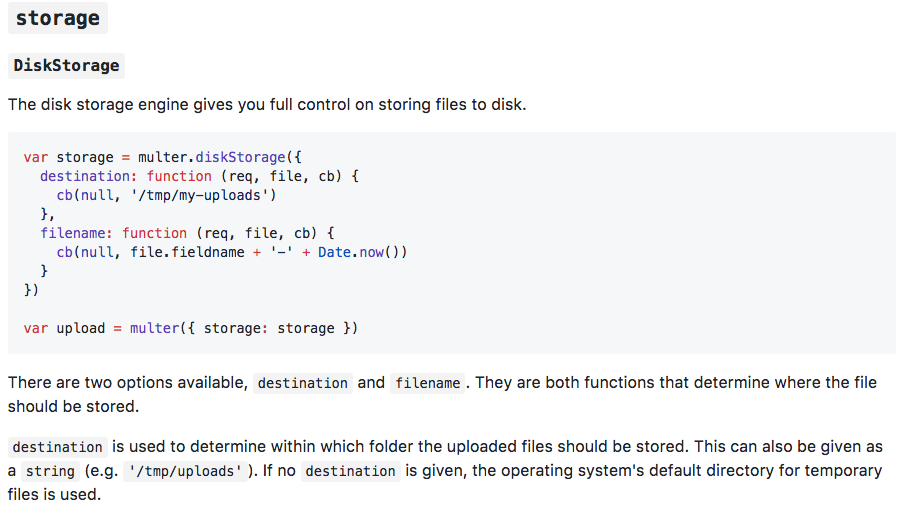 storage
DiskStorage
The disk storage engine gives you full control on storing files to disk.
var storage = multer.diskStorage({
  destination: function (req, file, cb) {
    cb(null, '/tmp/my-uploads')
  },
  filename: function (req, file, cb) {
    cb(null, file.fieldname + '-' + Date.now())
  }
})

var upload = multer({ storage: storage })
There are two options available, destination and filename. They are both functions that determine where the file
should be stored.
destination is used to determine within which folder the uploaded files should be stored. This can also be given as
a string (e.g. '/tmp/uploads'). If no destination is given, the operating system's default directory for temporary
files is used.